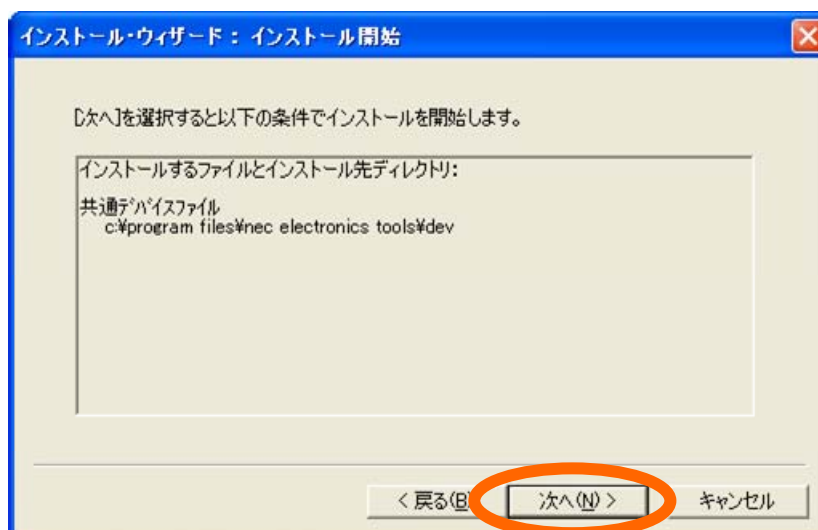 インストール・ウィザード : インストール開始
[次へ]を選択すると以下の条件でインストールを開始します。
インストールするファイルとインストール先ディレクトリ:
共通デバイスファイル
c:¥program files¥nec electronics tools¥dev
< 戻る(B) 次へ(N) > キャンセル